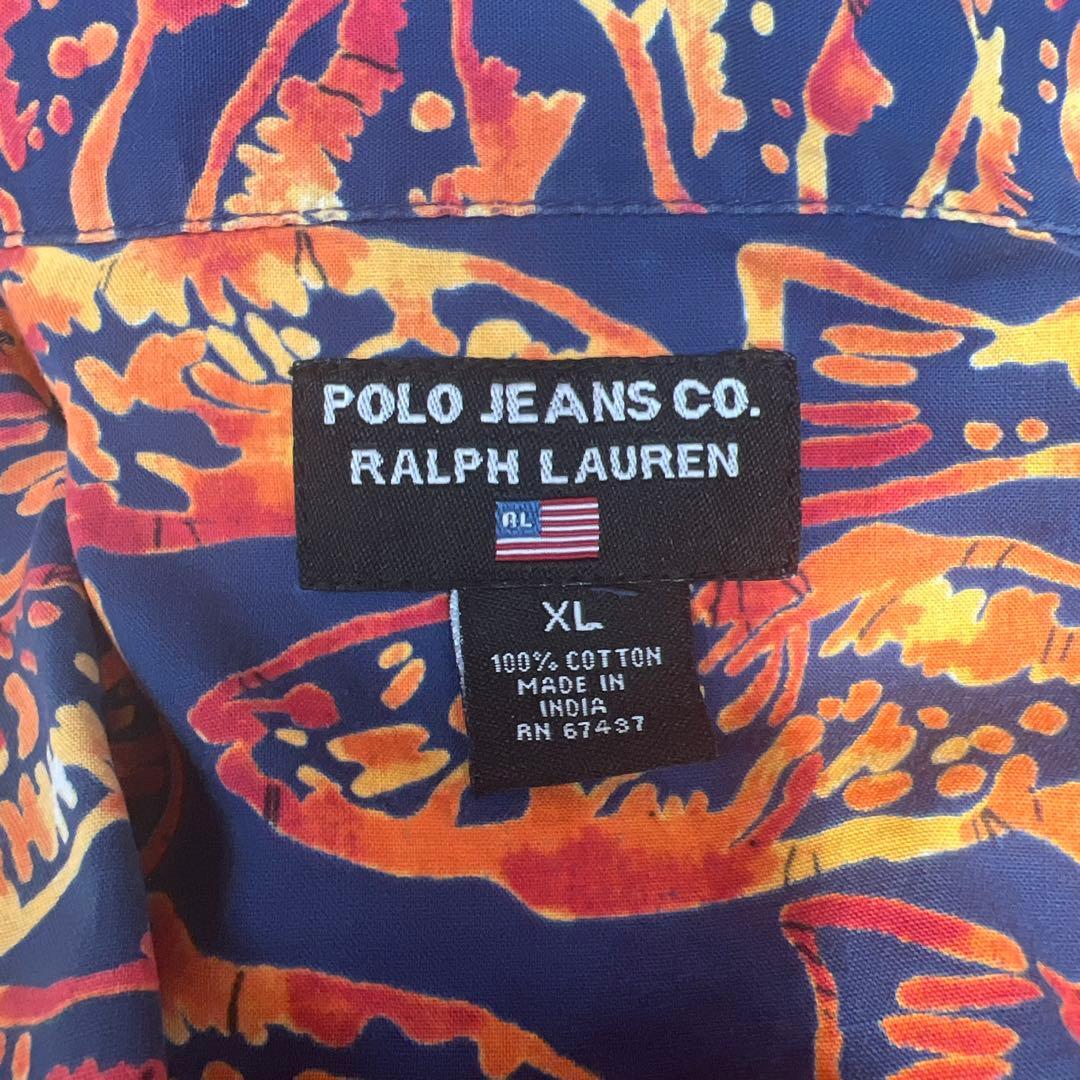 POLO JEANS CO.
RALPH LAUREN
RL
XL
100% COTTON
MADE IN
INDIA
RN 67437